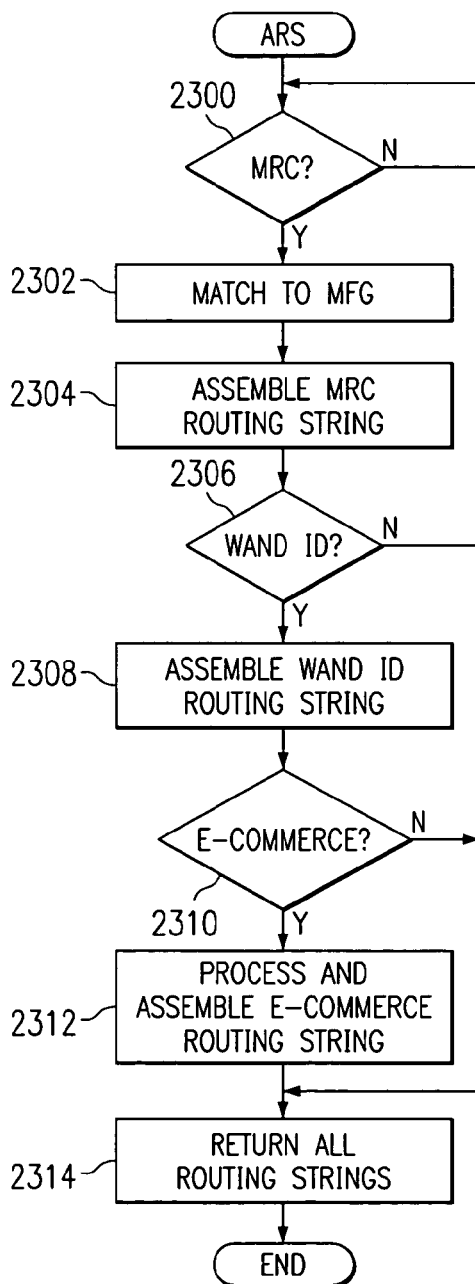 ARS
2300
MRC?
N
Y
2302
MATCH TO MFG
2304
ASSEMBLE MRC
ROUTING STRING
2306
WAND ID?
N
Y
2308
ASSEMBLE WAND ID
ROUTING STRING
E-COMMERCE?
N
2310
Y
2312
PROCESS AND
ASSEMBLE E-COMMERCE
ROUTING STRING
2314
RETURN ALL
ROUTING STRINGS
END